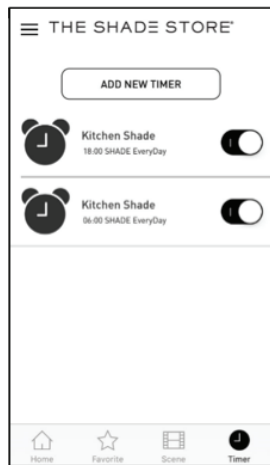 THE SHADE STORE®
ADD NEW TIMER
Kitchen Shade
18:00 SHADE EveryDay
Kitchen Shade
06:00 SHADE EveryDay
Home Favorite Scene Timer